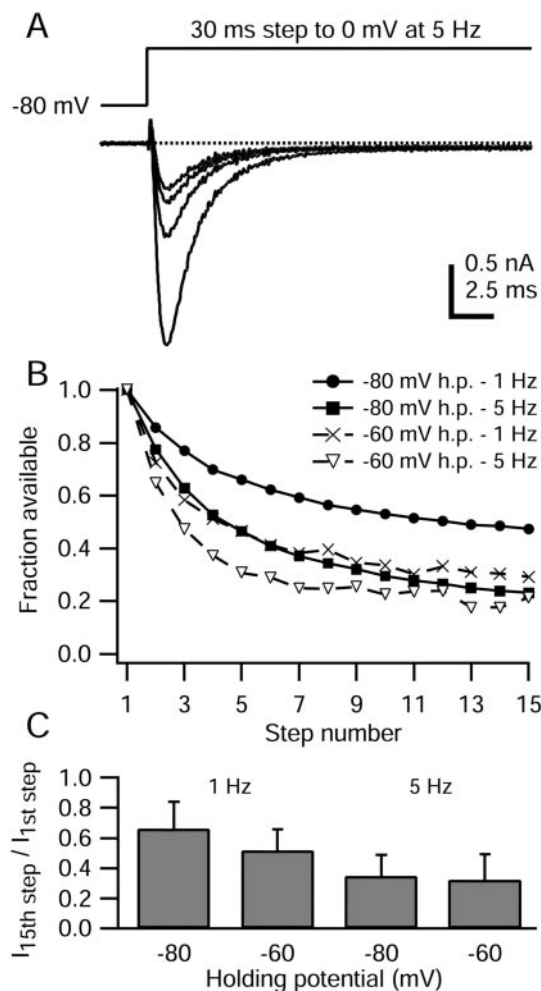 A
30 ms step to 0 mV at 5 Hz
-80 mV
0.5 nA
2.5 ms
B
1.0
0.8
0.6
0.4
0.2
0.0
Fraction available
-80 mV h.p. - 1 Hz
-80 mV h.p. - 5 Hz
-60 mV h.p. - 1 Hz
-60 mV h.p. - 5 Hz
1 3 5 7 9 11 13 15
Step number
C
1.0
0.8
0.6
0.4
0.2
0.0
I15th step / I1st step
1 Hz 5 Hz
-80 -60 -80 -60
Holding potential (mV)